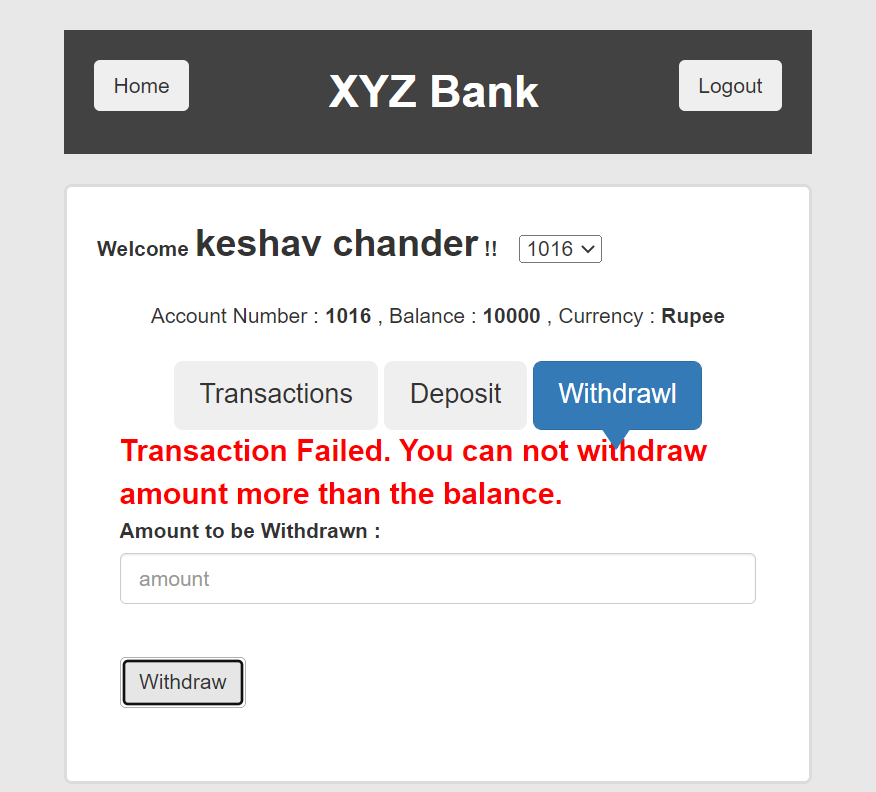 Home XYZ Bank Logout
Welcome keshav chander !! 1016
Account Number : 1016 , Balance : 10000 , Currency : Rupee
Transactions Deposit Withdrawl
Transaction Failed. You can not withdraw
amount more than the balance.
Amount to be Withdrawn :
amount
Withdraw